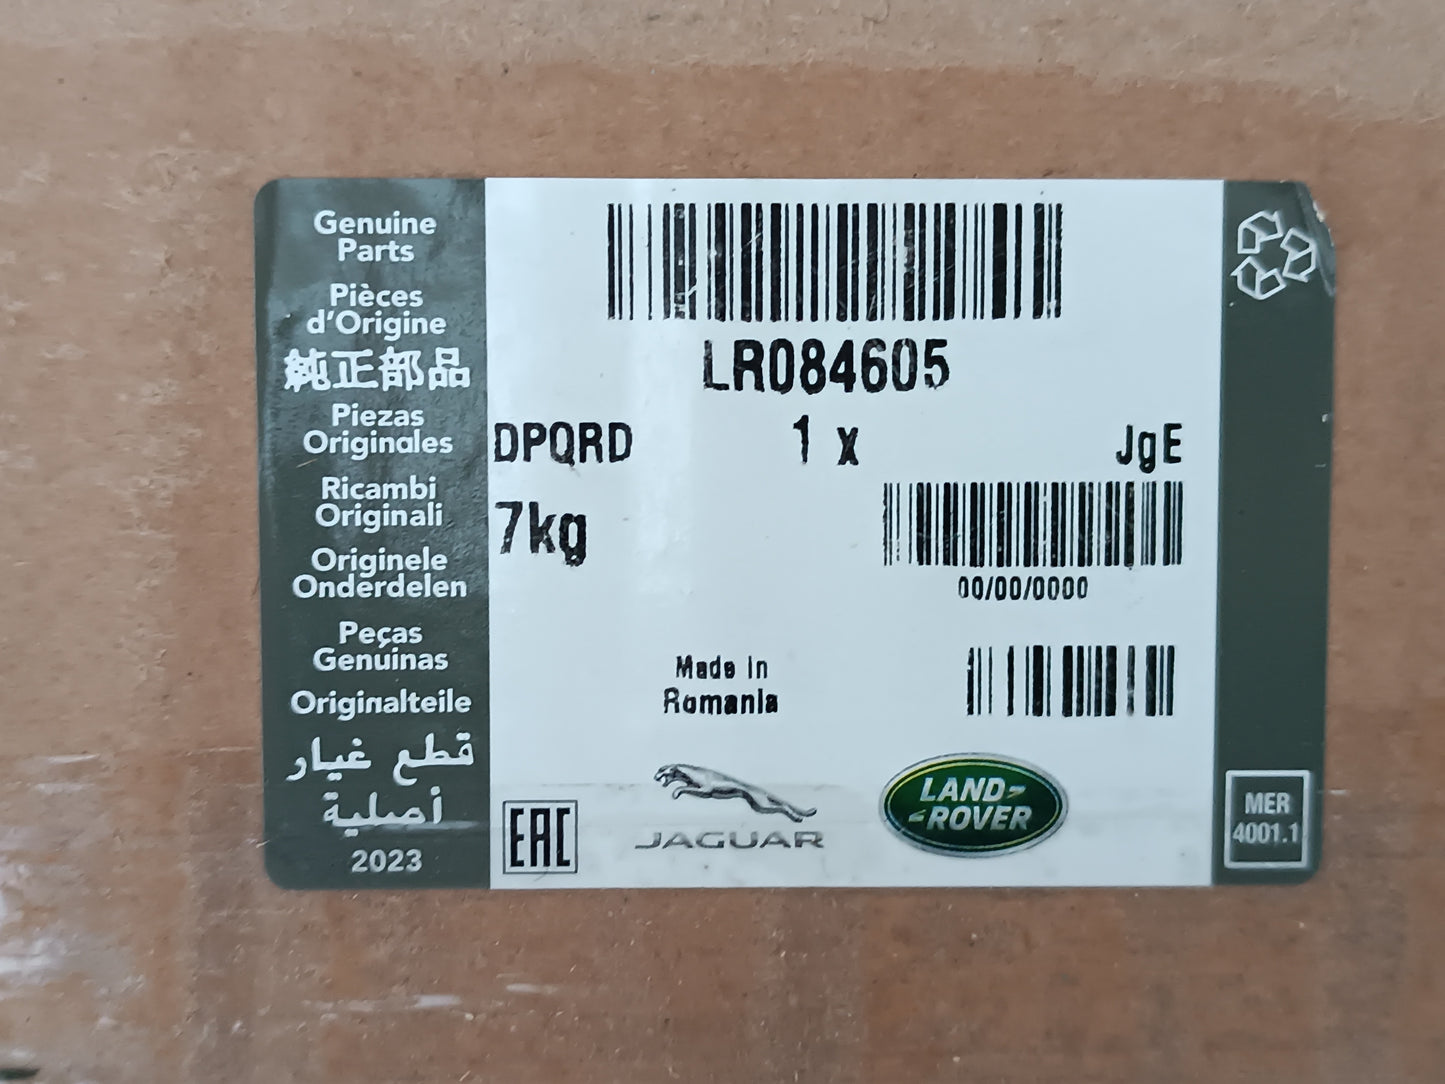 Genuine
Parts
Pièces
d'Origine
純正部品
Piezas
Originales
Ricambi
Originali
Originele
Onderdelen
Peças
Genuinas
Originalteile
قطع غيار
أصلية
2023
LR084605
DPQRD 1 x JgE
7kg
00/00/0000
Made in
Romania
EAC
JAGUAR
LAND-
-ROVER
MER
4001.1